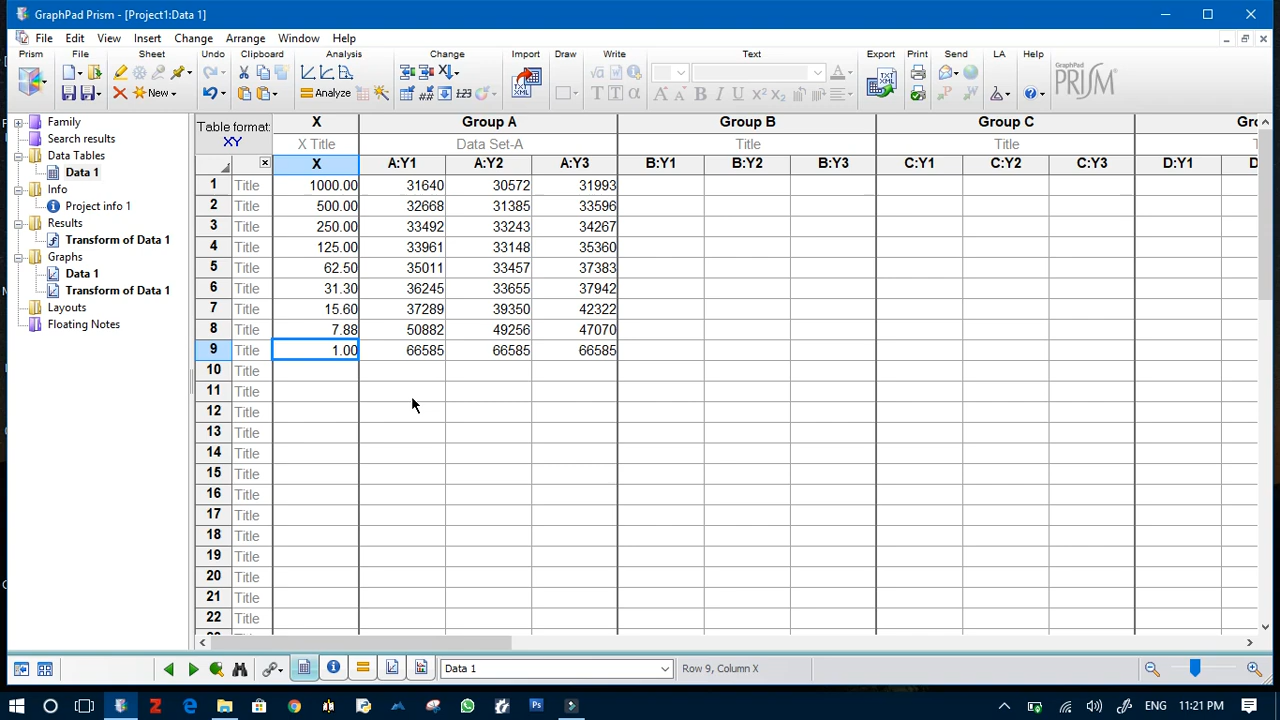 GraphPad Prism - [Project1:Data 1]
File Edit View Insert Change Arrange Window Help
Prism File Sheet Undo Clipboard Analysis Change Import Draw Write Text Export Print Send LA Help
New Analyze 123 TXT XML GraphPad PRISM
Family
Search results
Data Tables
Data 1
Info
Project info 1
Results
Transform of Data 1
Graphs
Data 1
Transform of Data 1
Layouts
Floating Notes
Table format: XY
X Group A Group B Group C
X Title Data Set-A Title Title
X A:Y1 A:Y2 A:Y3 B:Y1 B:Y2 B:Y3 C:Y1 C:Y2 C:Y3 D:Y1
1 Title 1000.00 31640 30572 31993
2 Title 500.00 32668 31385 33596
3 Title 250.00 33492 33243 34267
4 Title 125.00 33961 33148 35360
5 Title 62.50 35011 33457 37383
6 Title 31.30 36245 33655 37942
7 Title 15.60 37289 39350 42322
8 Title 7.88 50882 49256 47070
9 Title 1.00 66585 66585 66585
10 Title
11 Title
12 Title
13 Title
14 Title
15 Title
16 Title
17 Title
18 Title
19 Title
20 Title
21 Title
22 Title
Data 1 Row 9, Column X
ENG 11:21 PM